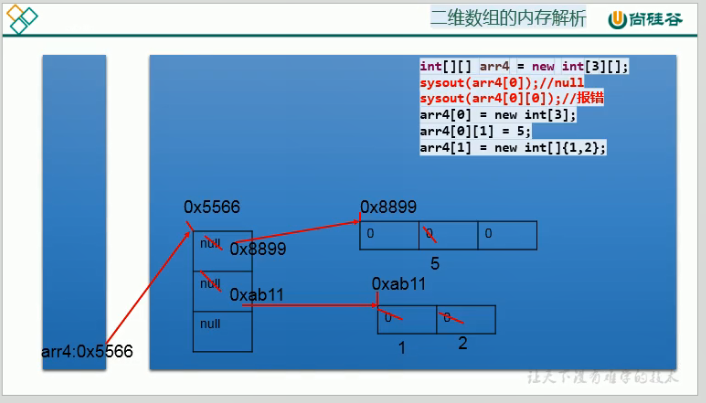 二维数组的内存解析
尚硅谷
int[][] arr4 = new int[3][];
sysout(arr4[0]);//null
sysout(arr4[0][0]);//报错
arr4[0] = new int[3];
arr4[0][1] = 5;
arr4[1] = new int[]{1,2};
0x5566
0x8899
null
0x8899
0
0
0
5
null
0xab11
0xab11
null
0
0
1
2
arr4:0x5566
让天下没有难学的技术